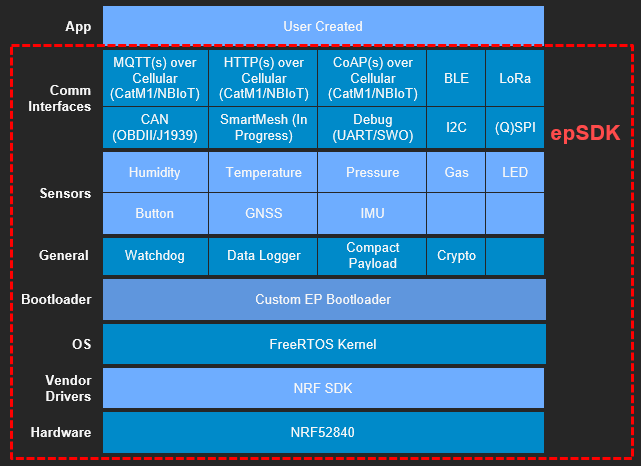 App
User Created
Comm
Interfaces
MQTT(s) over
Cellular
(CatM1/NBIoT)
HTTP(s) over
Cellular
(CatM1/NBIoT)
CoAP(s) over
Cellular
(CatM1/NBIoT)
BLE
LoRa
CAN
(OBDII/J1939)
SmartMesh (In
Progress)
Debug
(UART/SWO)
I2C
(Q)SPI
epSDK
Sensors
Humidity
Temperature
Pressure
Gas
LED
Button
GNSS
IMU
General
Watchdog
Data Logger
Compact
Payload
Crypto
Bootloader
Custom EP Bootloader
OS
FreeRTOS Kernel
Vendor
Drivers
NRF SDK
Hardware
NRF52840